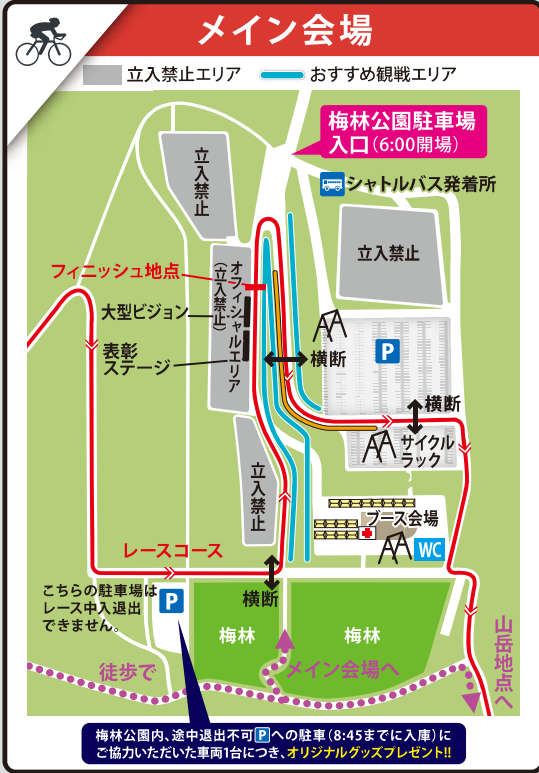 メイン会場
立入禁止エリア
おすすめ観戦エリア
梅林公園駐車場
入口(6:00開場)
シャトルバス発着所
立入禁止
立入禁止
フィニッシュ地点
オフィシャルエリア
(立入禁止)
大型ビジョン
表彰
ステージ
P
横断
横断
サイクル
ラック
立入禁止
ブース会場
WC
レースコース
横断
こちらの駐車場は
レース中入退出
できません。
P
梅林
梅林
徒歩で
メイン会場へ
山岳地点へ
梅林公園内、途中退出不可Pへの駐車(8:45までに入庫)に
ご協力いただいた車両1台につき、オリジナルグッズプレゼント!!